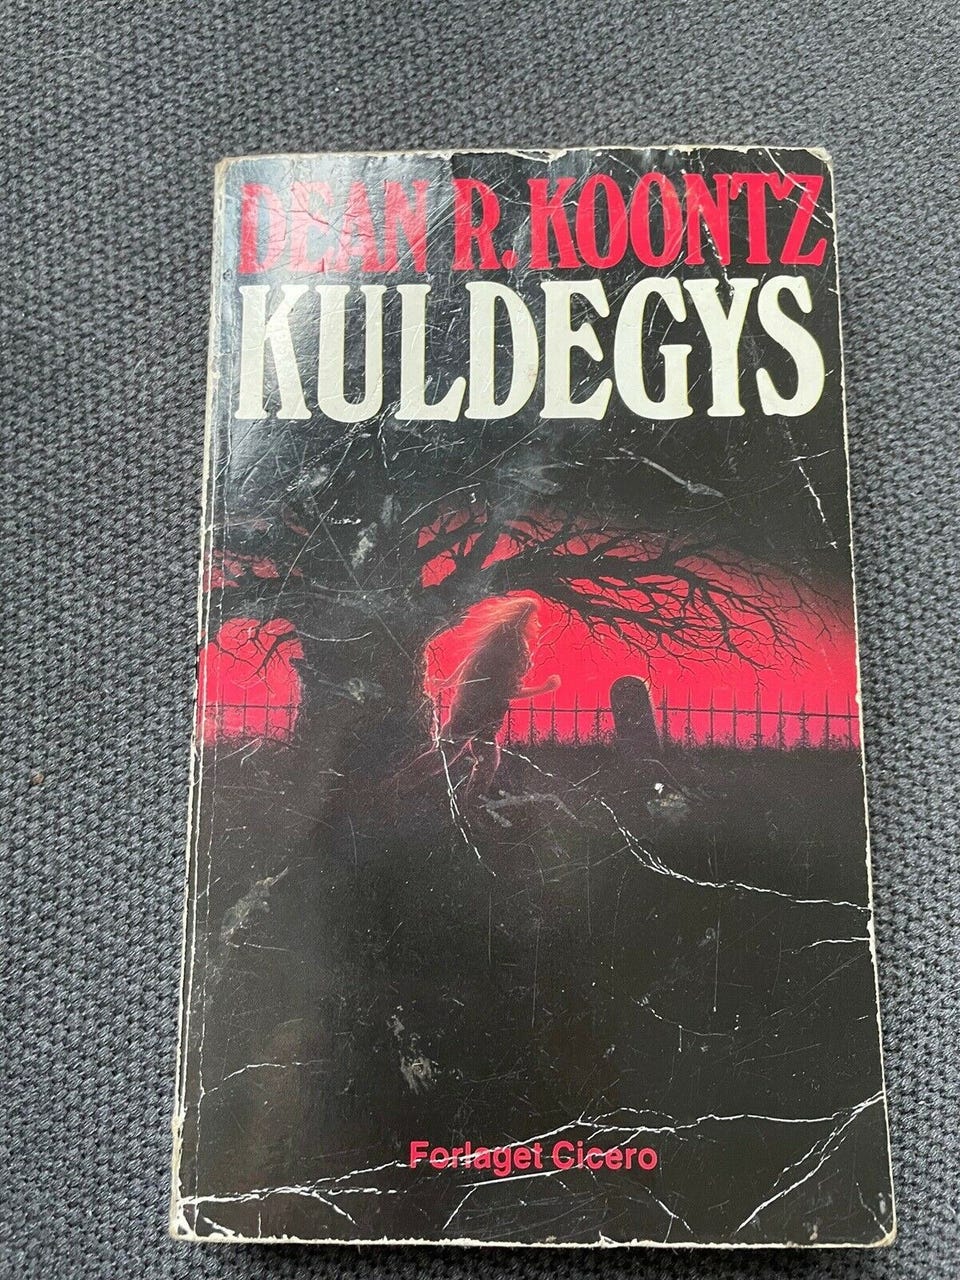 DEAN R. KOONTZ
KULDEGYS
Forlaget Cicero